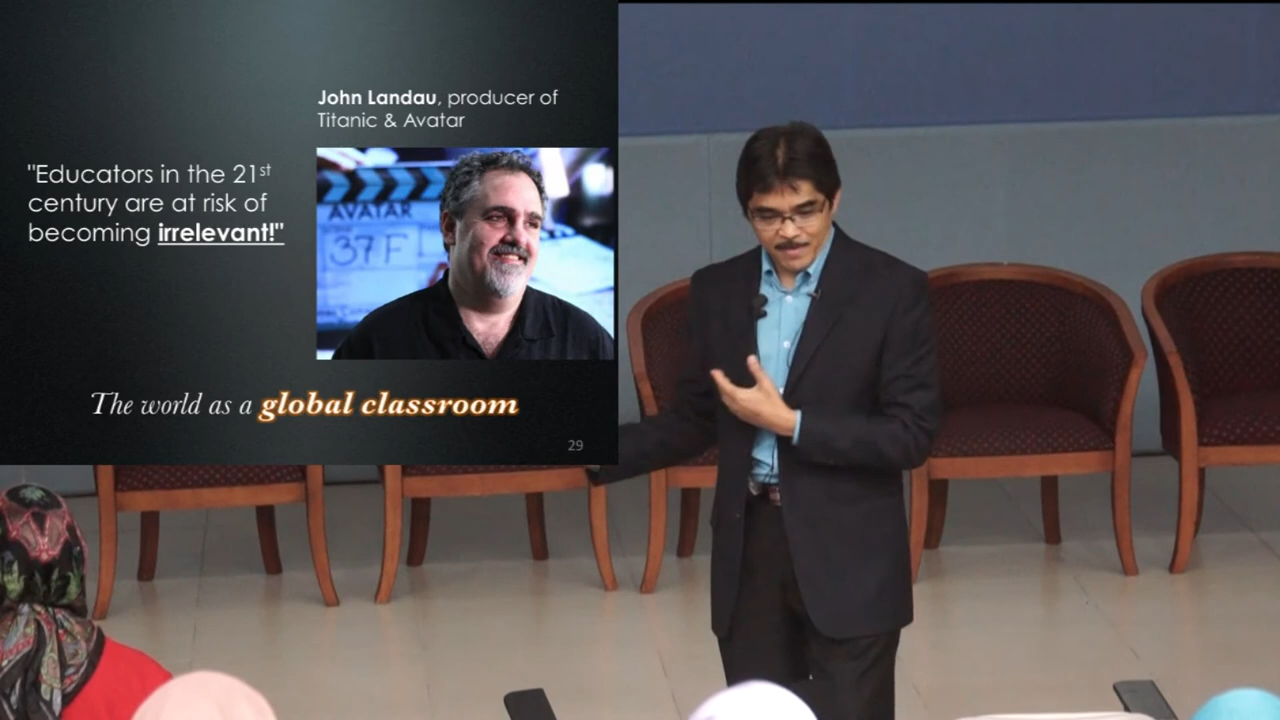 John Landau, producer of
Titanic & Avatar
"Educators in the 21st
century are at risk of
becoming irrelevant!"
AVATAR
37F
The world as a global classroom
29